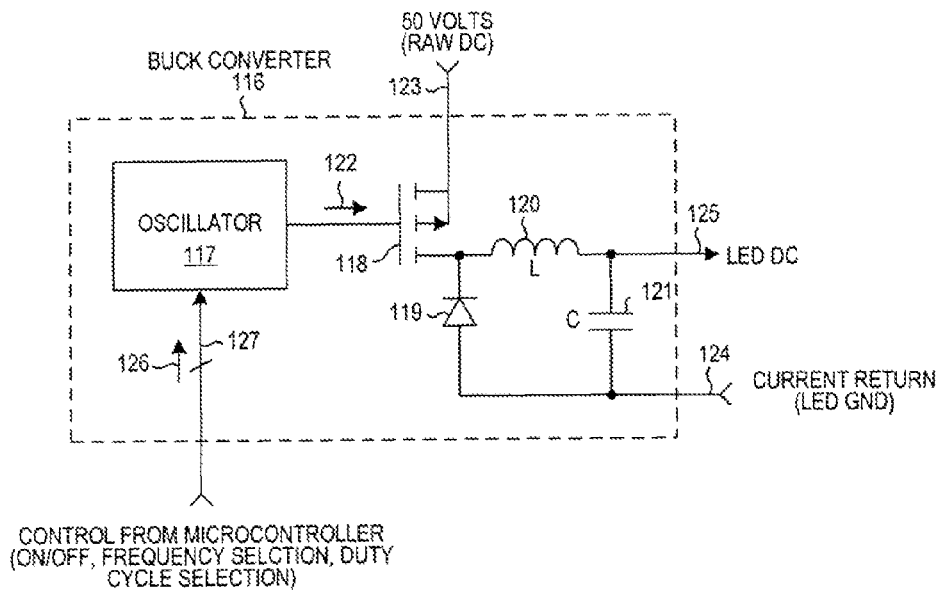 50 VOLTS
(RAW DC)
BUCK CONVERTER
116
123
122
OSCILLATOR
117
118
120
L
125
LED DC
119
C
121
126
127
124
CURRENT RETURN
(LED GND)
CONTROL FROM MICROCONTROLLER
(ON/OFF, FREQUENCY SELCTION, DUTY
CYCLE SELECTION)